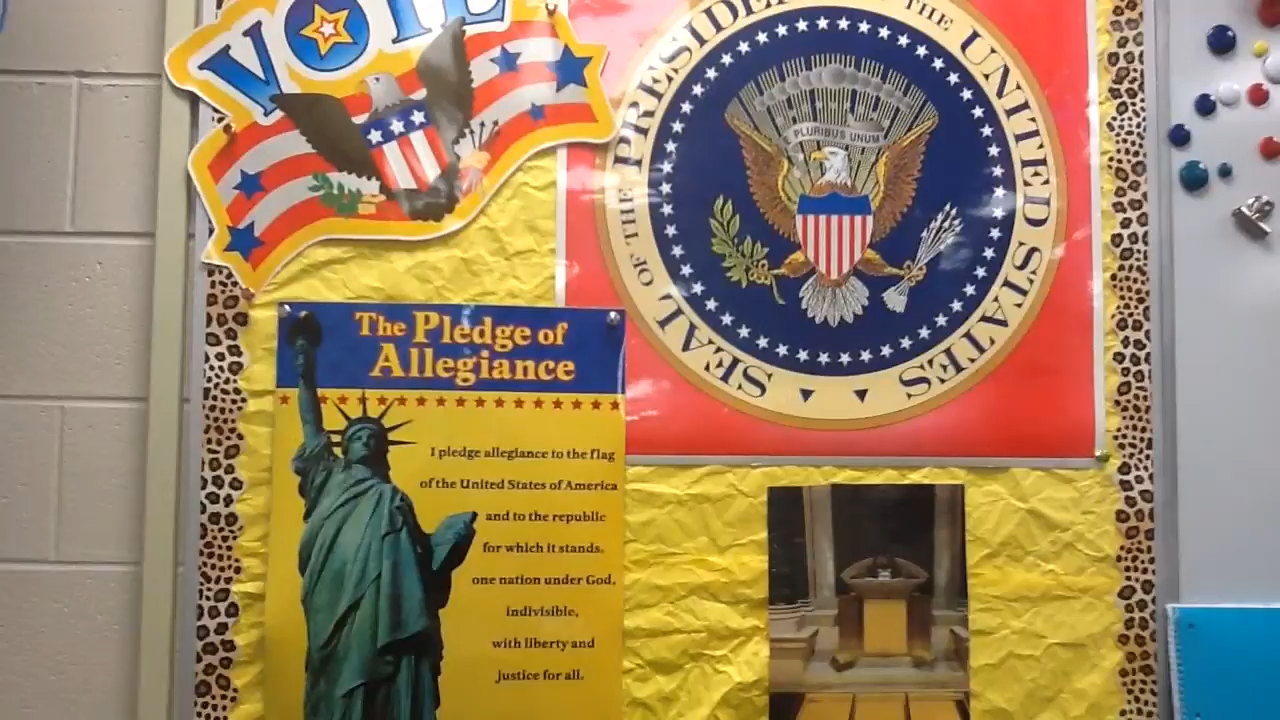 VOTE
SEAL OF THE PRESIDENT OF THE UNITED STATES
E PLURIBUS UNUM
The Pledge of
Allegiance
I pledge allegiance to the flag
of the United States of America
and to the republic
for which it stands,
one nation under God,
indivisible,
with liberty and
justice for all.